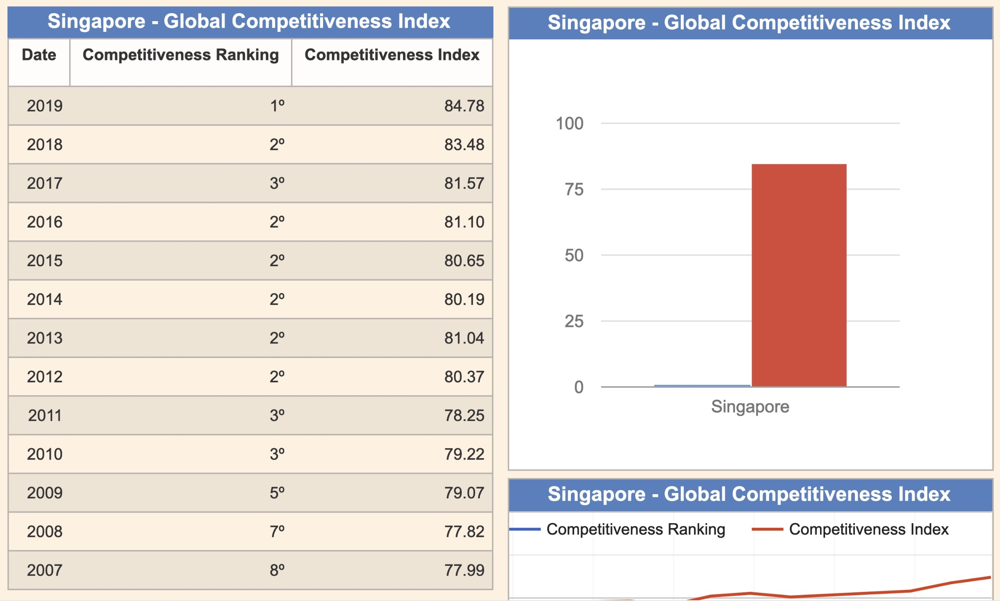 Singapore - Global Competitiveness Index
Date Competitiveness Ranking Competitiveness Index
2019 1º 84.78
2018 2º 83.48
2017 3º 81.57
2016 2º 81.10
2015 2º 80.65
2014 2º 80.19
2013 2º 81.04
2012 2º 80.37
2011 3º 78.25
2010 3º 79.22
2009 5º 79.07
2008 7º 77.82
2007 8º 77.99
Singapore - Global Competitiveness Index
100
75
50
25
0
Singapore
Singapore - Global Competitiveness Index
Competitiveness Ranking Competitiveness Index